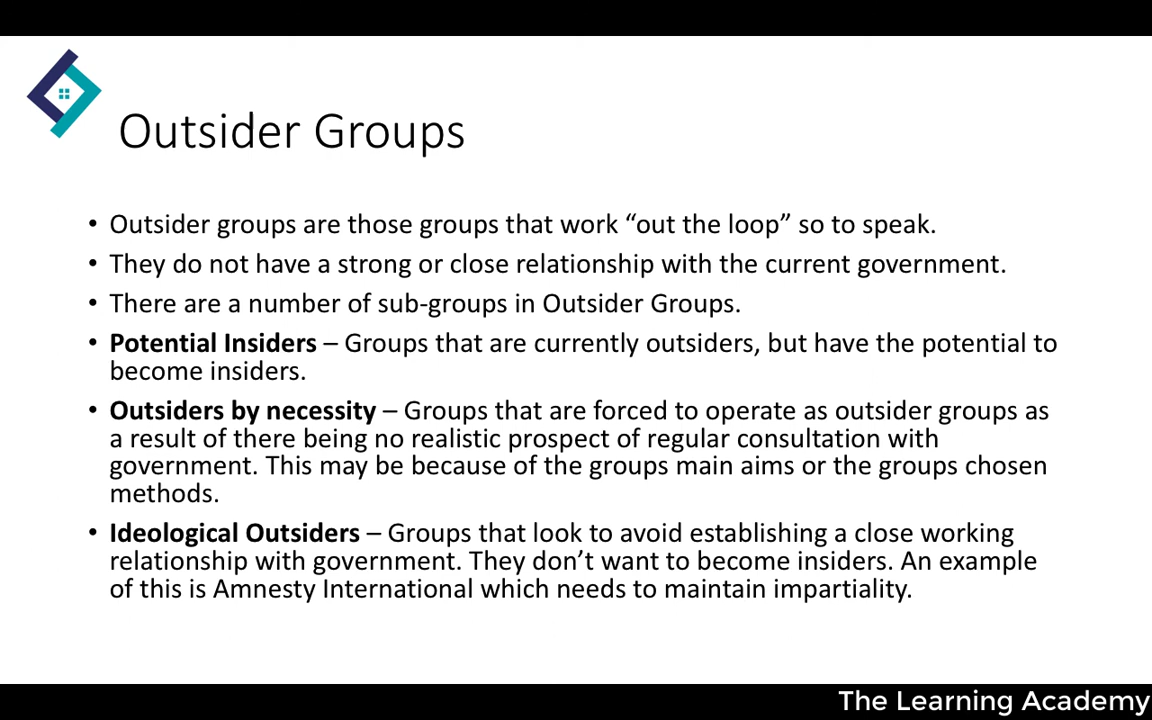 Outsider Groups
• Outsider groups are those groups that work “out the loop” so to speak.
• They do not have a strong or close relationship with the current government.
• There are a number of sub-groups in Outsider Groups.
• Potential Insiders – Groups that are currently outsiders, but have the potential to
become insiders.
• Outsiders by necessity – Groups that are forced to operate as outsider groups as
a result of there being no realistic prospect of regular consultation with
government. This may be because of the groups main aims or the groups chosen
methods.
• Ideological Outsiders – Groups that look to avoid establishing a close working
relationship with government. They don’t want to become insiders. An example
of this is Amnesty International which needs to maintain impartiality.
The Learning Academy